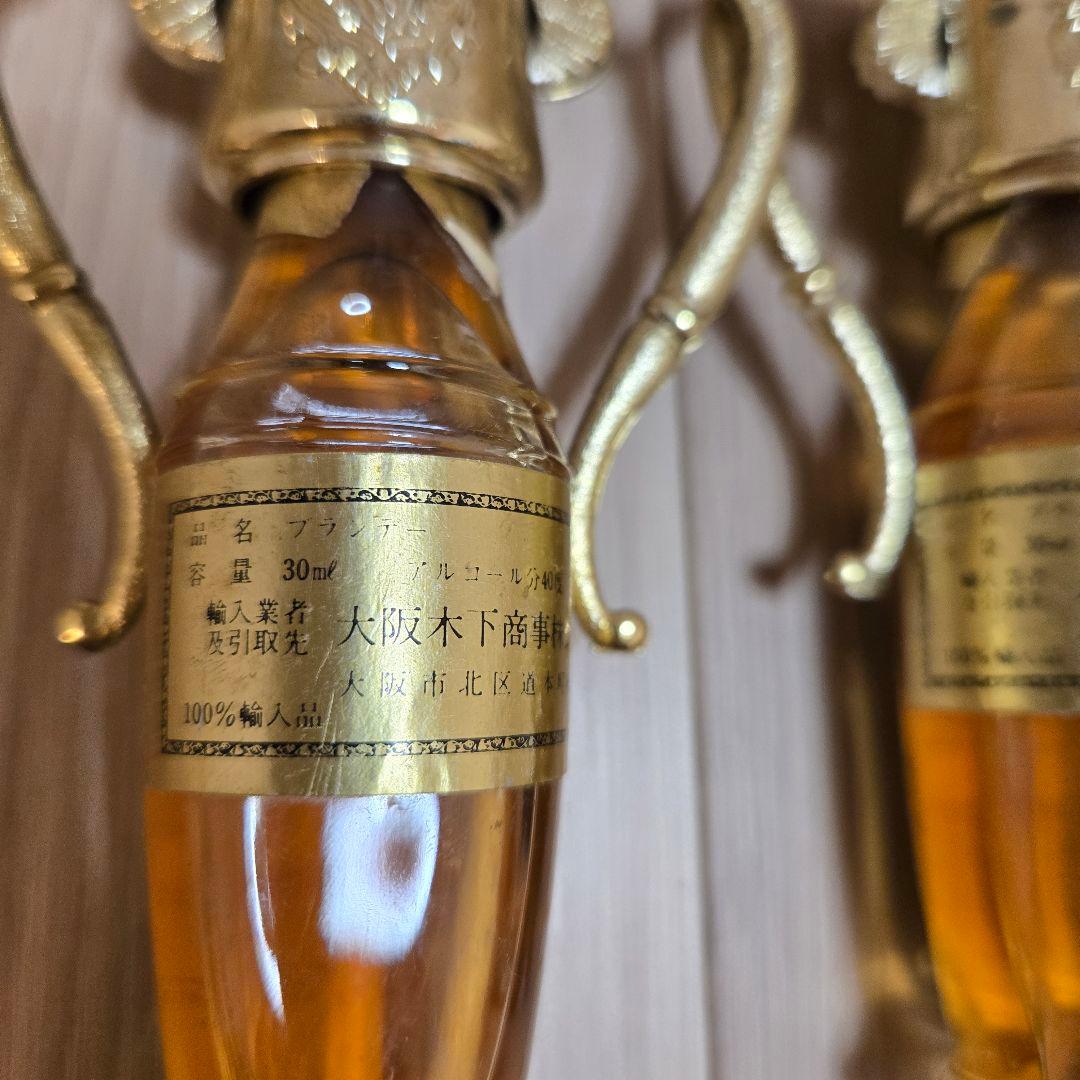 品名 ブランデー
容量 30ml アルコール分40度
輸入業者
及引取先 大阪木下商事株
大阪市北区道本町
100%輸入品